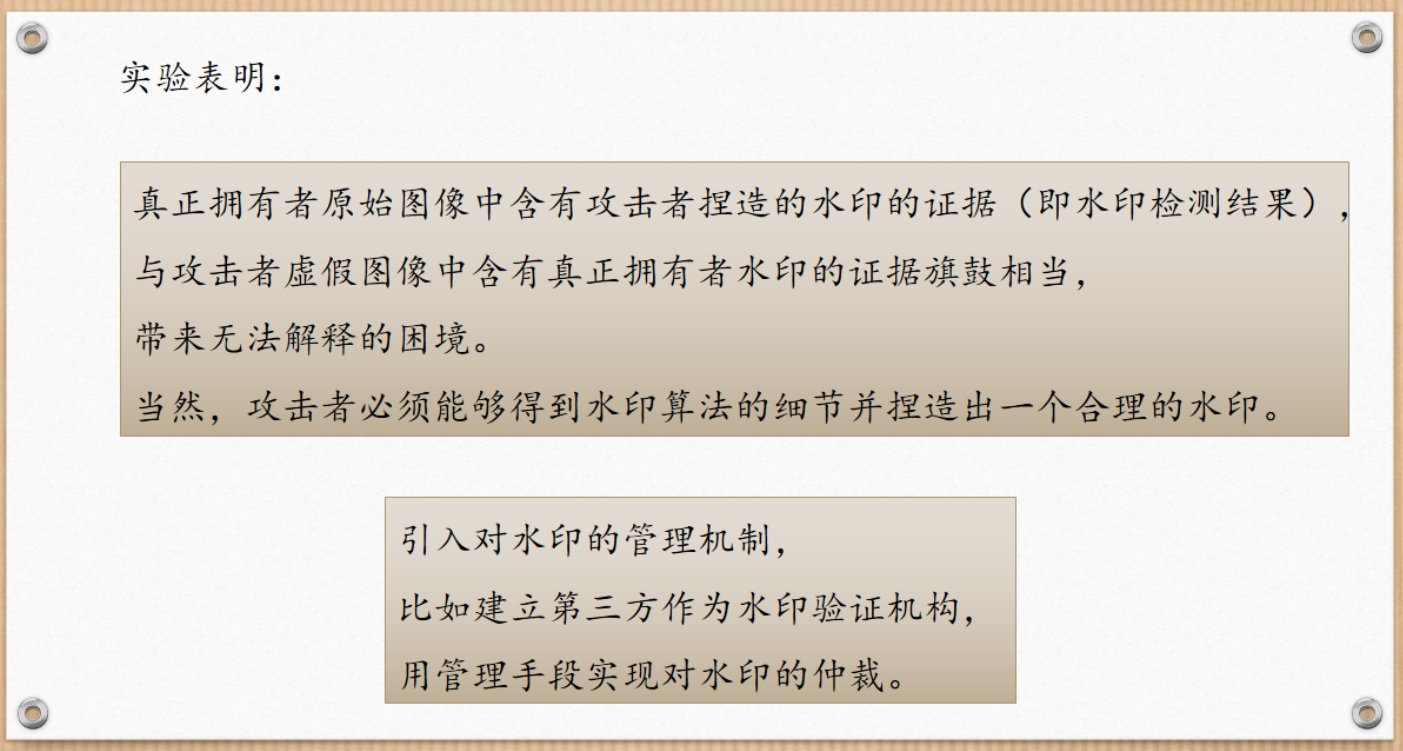 实验表明：
真正拥有者原始图像中含有攻击者捏造的水印的证据（即水印检测结果），
与攻击者虚假图像中含有真正拥有者水印的证据旗鼓相当，
带来无法解释的困境。
当然，攻击者必须能够得到水印算法的细节并捏造出一个合理的水印。
引入对水印的管理机制，
比如建立第三方作为水印验证机构，
用管理手段实现对水印的仲裁。